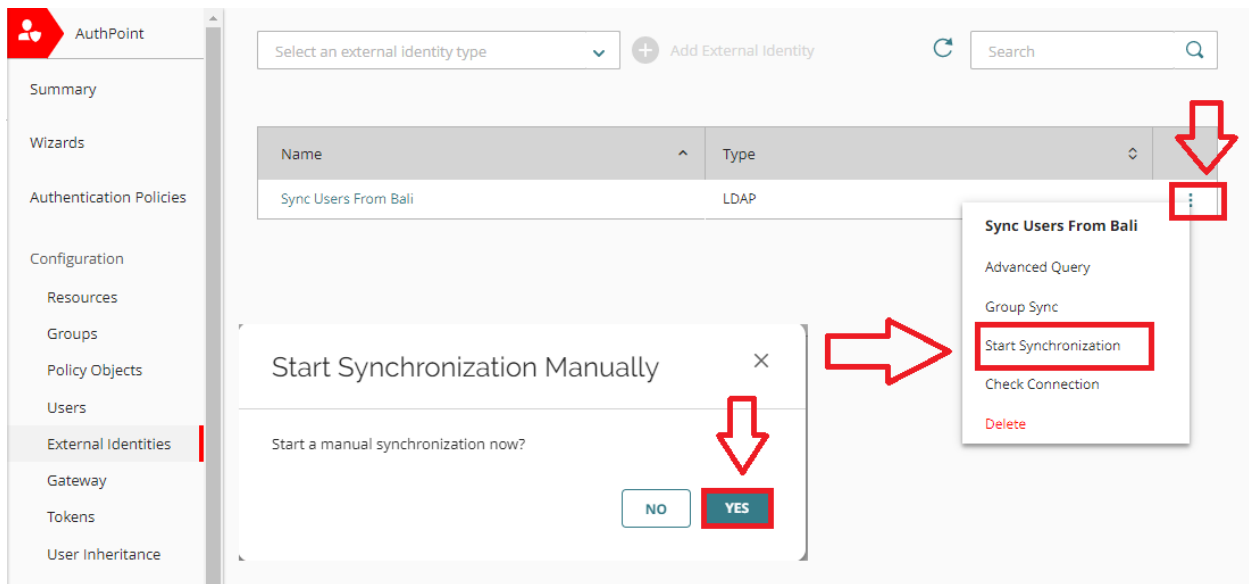 AuthPoint
Summary
Wizards
Authentication Policies
Configuration
Resources
Groups
Policy Objects
Users
External Identities
Gateway
Tokens
User Inheritance
Select an external identity type
Add External Identity
Search
Name Type
Sync Users From Bali LDAP
Sync Users From Bali
Advanced Query
Group Sync
Start Synchronization
Check Connection
Delete
Start Synchronization Manually
Start a manual synchronization now?
NO YES